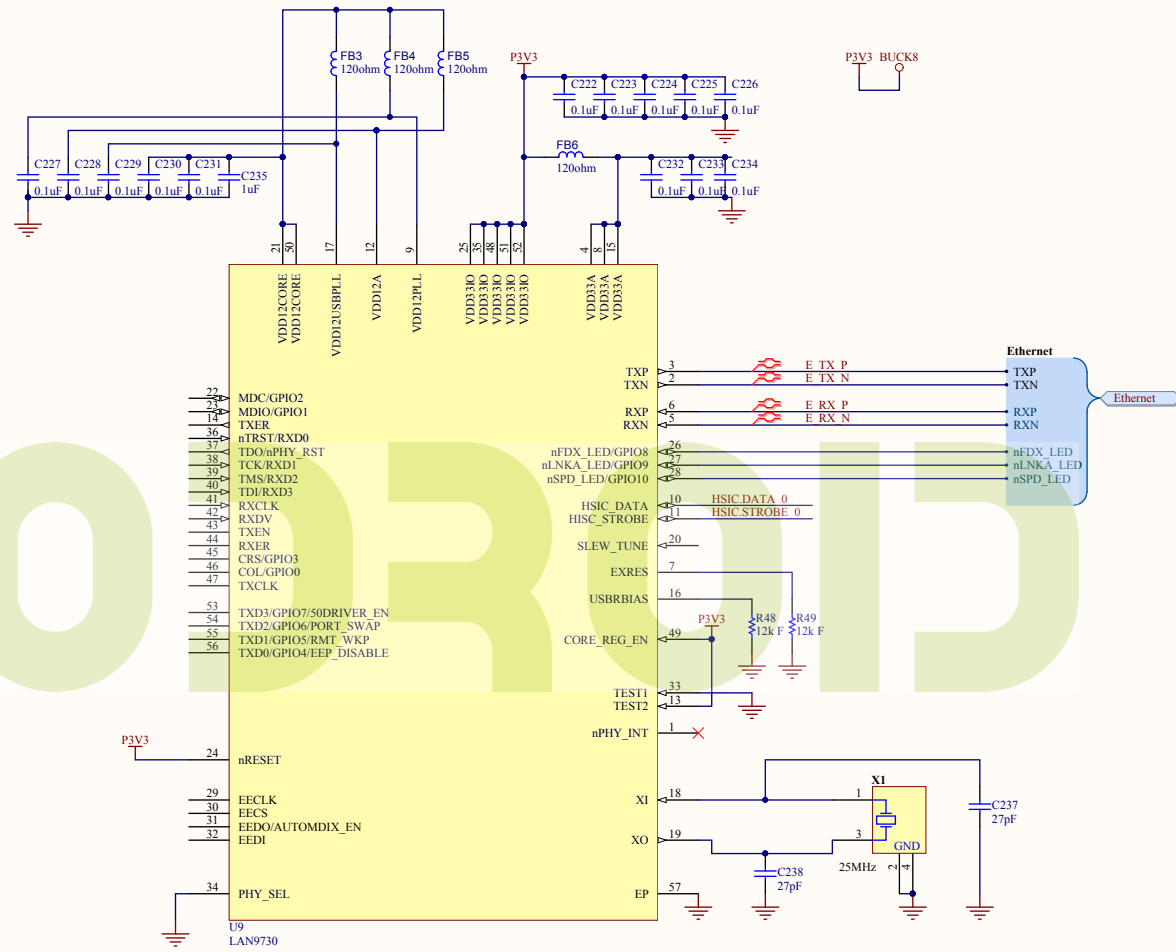 FB3
120ohm
FB4
120ohm
FB5
120ohm
P3V3
C222
0.1uF
C223
0.1uF
C224
0.1uF
C225
0.1uF
C226
0.1uF
P3V3 BUCK8
FB6
120ohm
C227
0.1uF
C228
0.1uF
C229
0.1uF
C230
0.1uF
C231
0.1uF
C235
1uF
C232
0.1uF
C233
0.1uF
C234
0.1uF
21 VDD12CORE
50 VDD12CORE
17 VDD12USBPLL
12 VDD12A
9 VDD12PLL
25 VDD33IO
35 VDD33IO
48 VDD33IO
51 VDD33IO
52 VDD33IO
4 VDD33A
8 VDD33A
15 VDD33A
22 MDC/GPIO2
23 MDIO/GPIO1
14 TXER
36 nTRST/RXD0
37 TDO/nPHY_RST
38 TCK/RXD1
39 TMS/RXD2
40 TDI/RXD3
41 RXCLK
42 RXDV
43 TXEN
44 RXER
45 CRS/GPIO3
46 COL/GPIO0
47 TXCLK
53 TXD3/GPIO7/50DRIVER_EN
54 TXD2/GPIO6/PORT_SWAP
55 TXD1/GPIO5/RMT_WKP
56 TXD0/GPIO4/EEP_DISABLE
P3V3
24 nRESET
29 EECLK
30 EECS
31 EEDO/AUTOMDIX_EN
32 EEDI
34 PHY_SEL
U9
LAN9730
TXP 3 E_TX_P
TXN 2 E_TX_N
RXP 6 E_RX_P
RXN 5 E_RX_N
nFDX_LED/GPIO8 26
nLNKA_LED/GPIO9 27
nSPD_LED/GPIO10 28
HSIC_DATA 10 HSIC.DATA_0
HISC_STROBE 11 HSIC.STROBE_0
SLEW_TUNE 20
EXRES 7
USBRBIAS 16
P3V3
R48
12k F
R49
12k F
CORE_REG_EN 49
TEST1 33
TEST2 13
nPHY_INT 1
XI 18
XO 19
EP 57
Ethernet
TXP
TXN
RXP
RXN
nFDX_LED
nLNKA_LED
nSPD_LED
Ethernet
X1
1
3
GND
2 4
25MHz
C237
27pF
C238
27pF
DROID